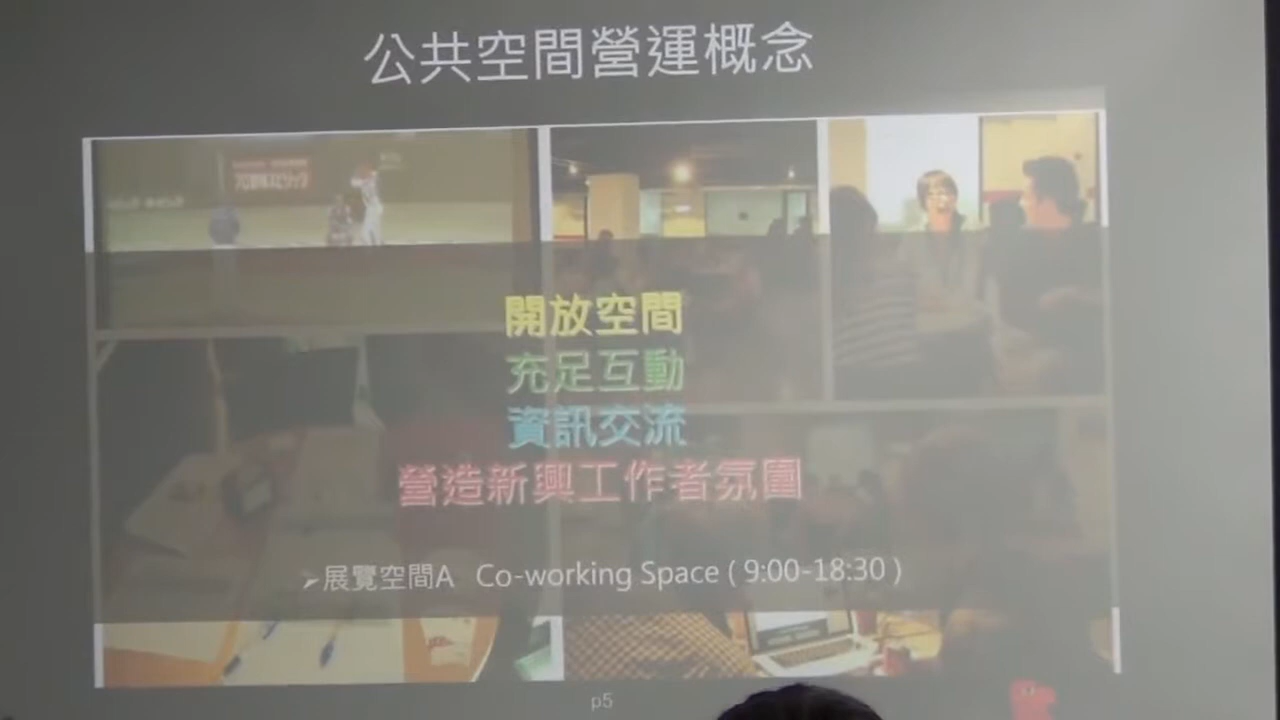 公共空間營運概念
開放空間
充足互動
資訊交流
營造新興工作者氛圍
➢展覽空間A Co-working Space ( 9:00-18:30 )
p5